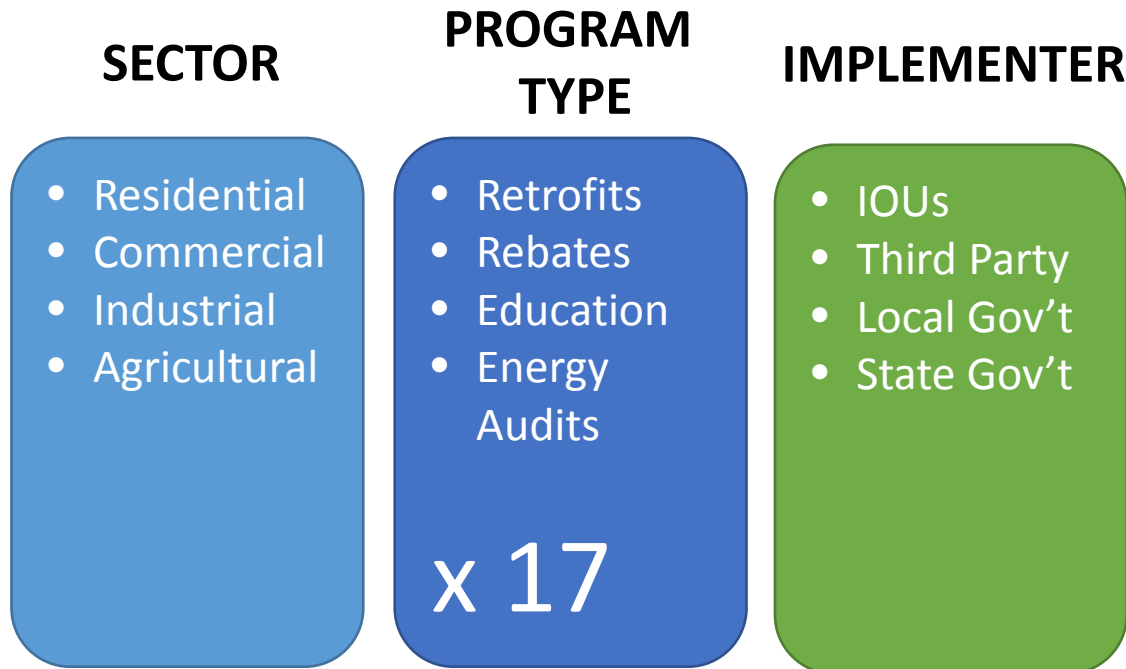 SECTOR
• Residential
• Commercial
• Industrial
• Agricultural
PROGRAM
TYPE
• Retrofits
• Rebates
• Education
• Energy
Audits
x 17
IMPLEMENTER
• IOUs
• Third Party
• Local Gov’t
• State Gov’t